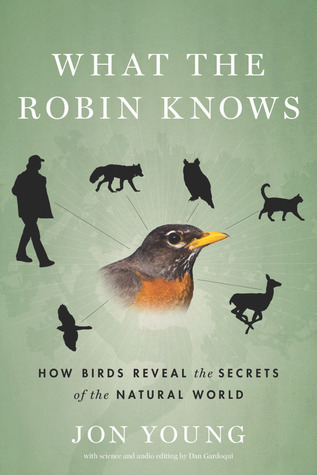 WHAT THE
ROBIN KNOWS
HOW BIRDS REVEAL the SECRETS
of the NATURAL WORLD
JON YOUNG
with science and audio editing by Dan Gardoqui